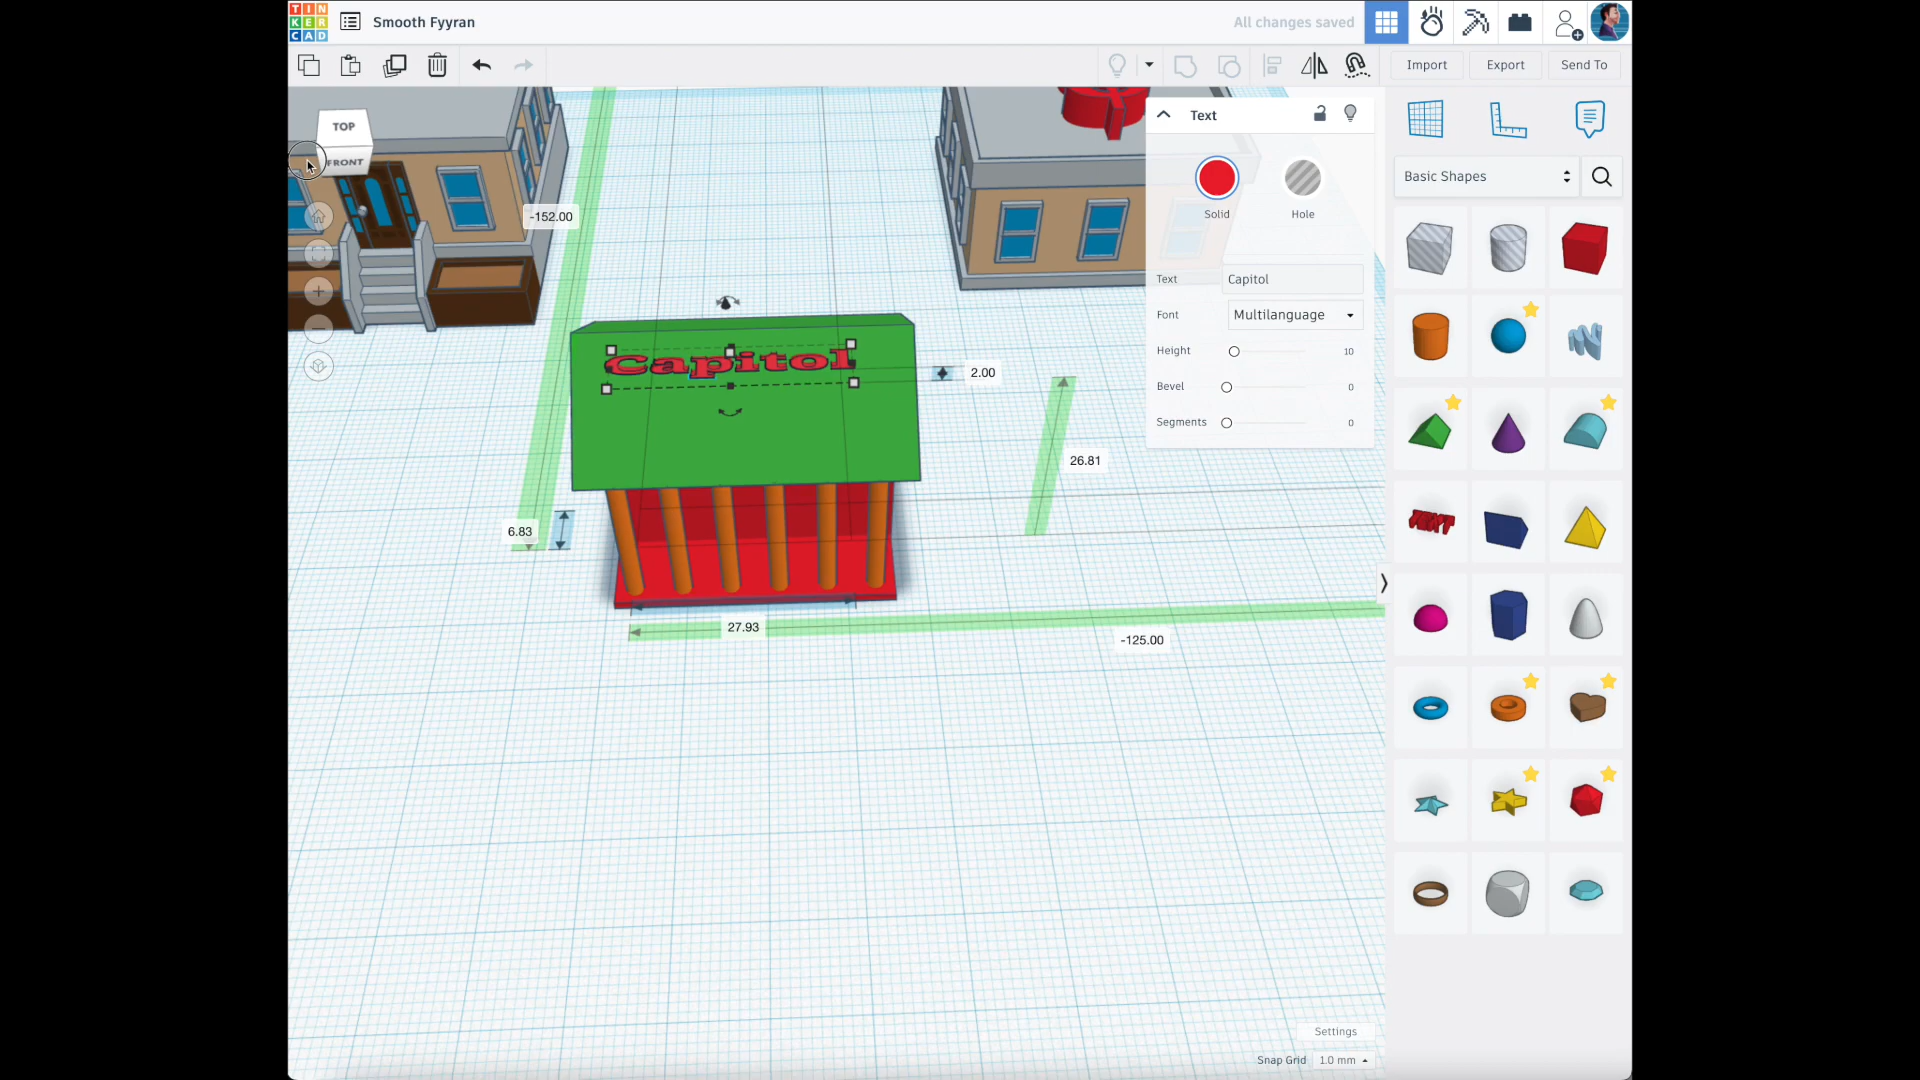 TIN
KER
CAD
Smooth Fyyran
All changes saved
Import
Export
Send To
TOP
FRONT
Text
Solid
Hole
Text
Capitol
Font
Multilanguage
Height
10
Bevel
0
Segments
0
Basic Shapes
-152.00
Capitol
2.00
26.81
6.83
27.93
-125.00
TEXT
Settings
Snap Grid
1.0 mm